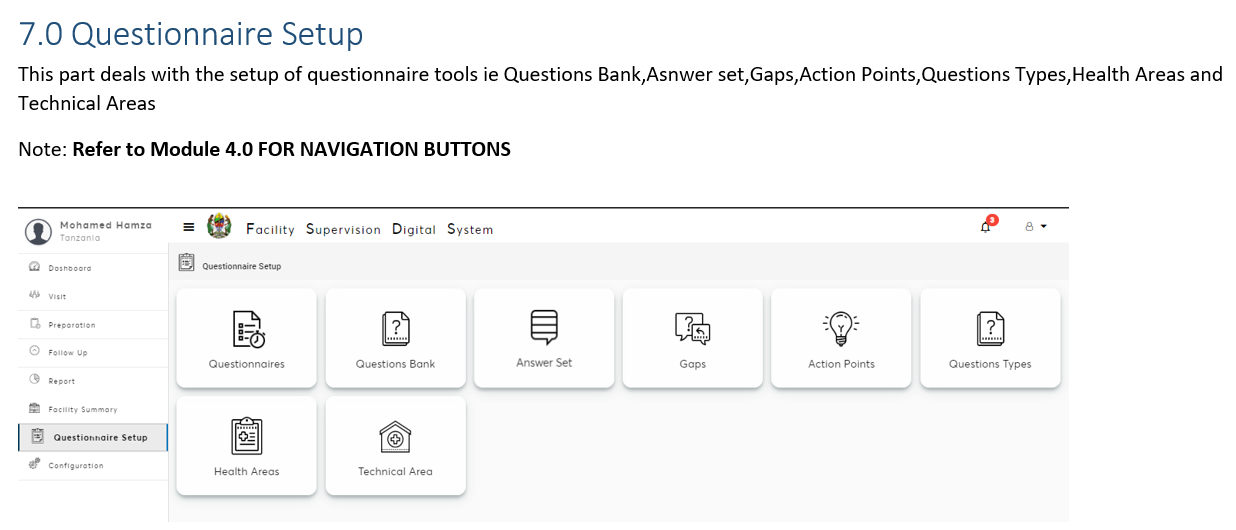 7.0 Questionnaire Setup
This part deals with the setup of questionnaire tools ie Questions Bank,Asnwer set,Gaps,Action Points,Questions Types,Health Areas and
Technical Areas
Note: Refer to Module 4.0 FOR NAVIGATION BUTTONS
Mohamed Hamza
Tanzania
Facility Supervision Digital System
3
Dashboard
Visit
Preparation
Follow Up
Report
Facility Summary
Questionnaire Setup
Configuration
Questionnaire Setup
Questionnaires
Questions Bank
Answer Set
Gaps
Action Points
Questions Types
Health Areas
Technical Area